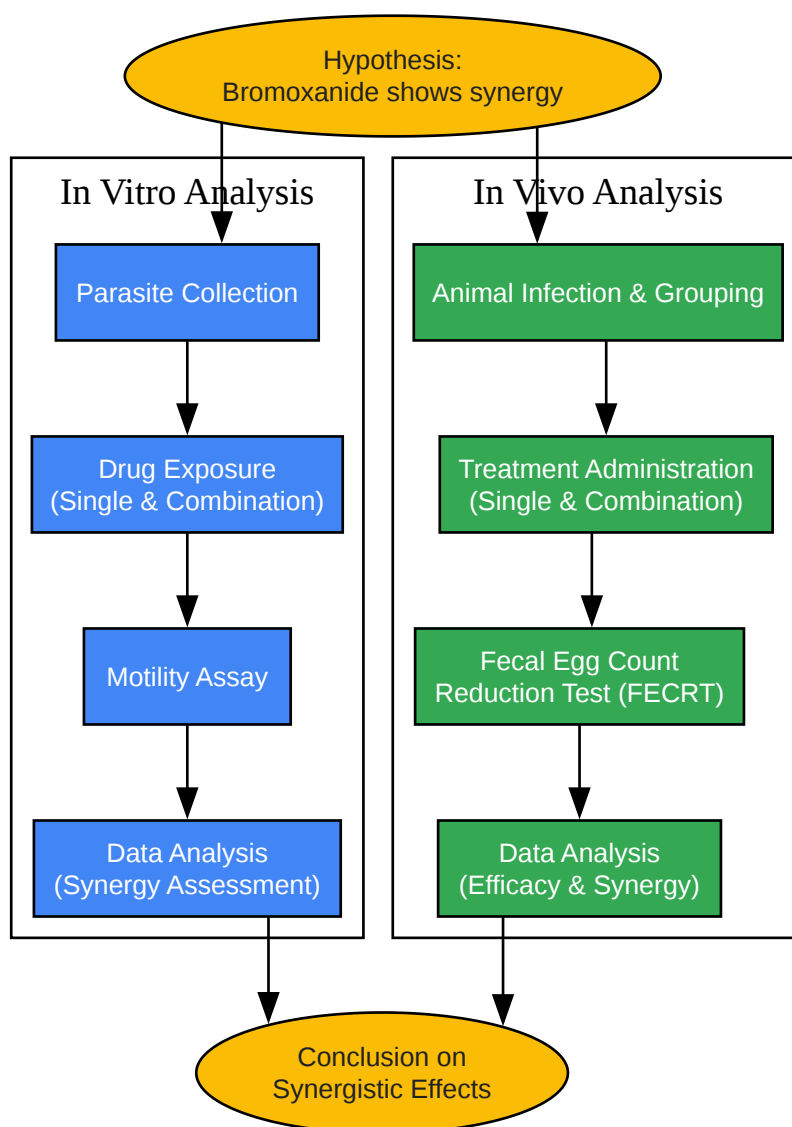 Hypothesis:
Bromoxanide shows synergy
In Vitro Analysis
Parasite Collection
Drug Exposure
(Single & Combination)
Motility Assay
Data Analysis
(Synergy Assessment)
In Vivo Analysis
Animal Infection & Grouping
Treatment Administration
(Single & Combination)
Fecal Egg Count
Reduction Test (FECRT)
Data Analysis
(Efficacy & Synergy)
Conclusion on
Synergistic Effects